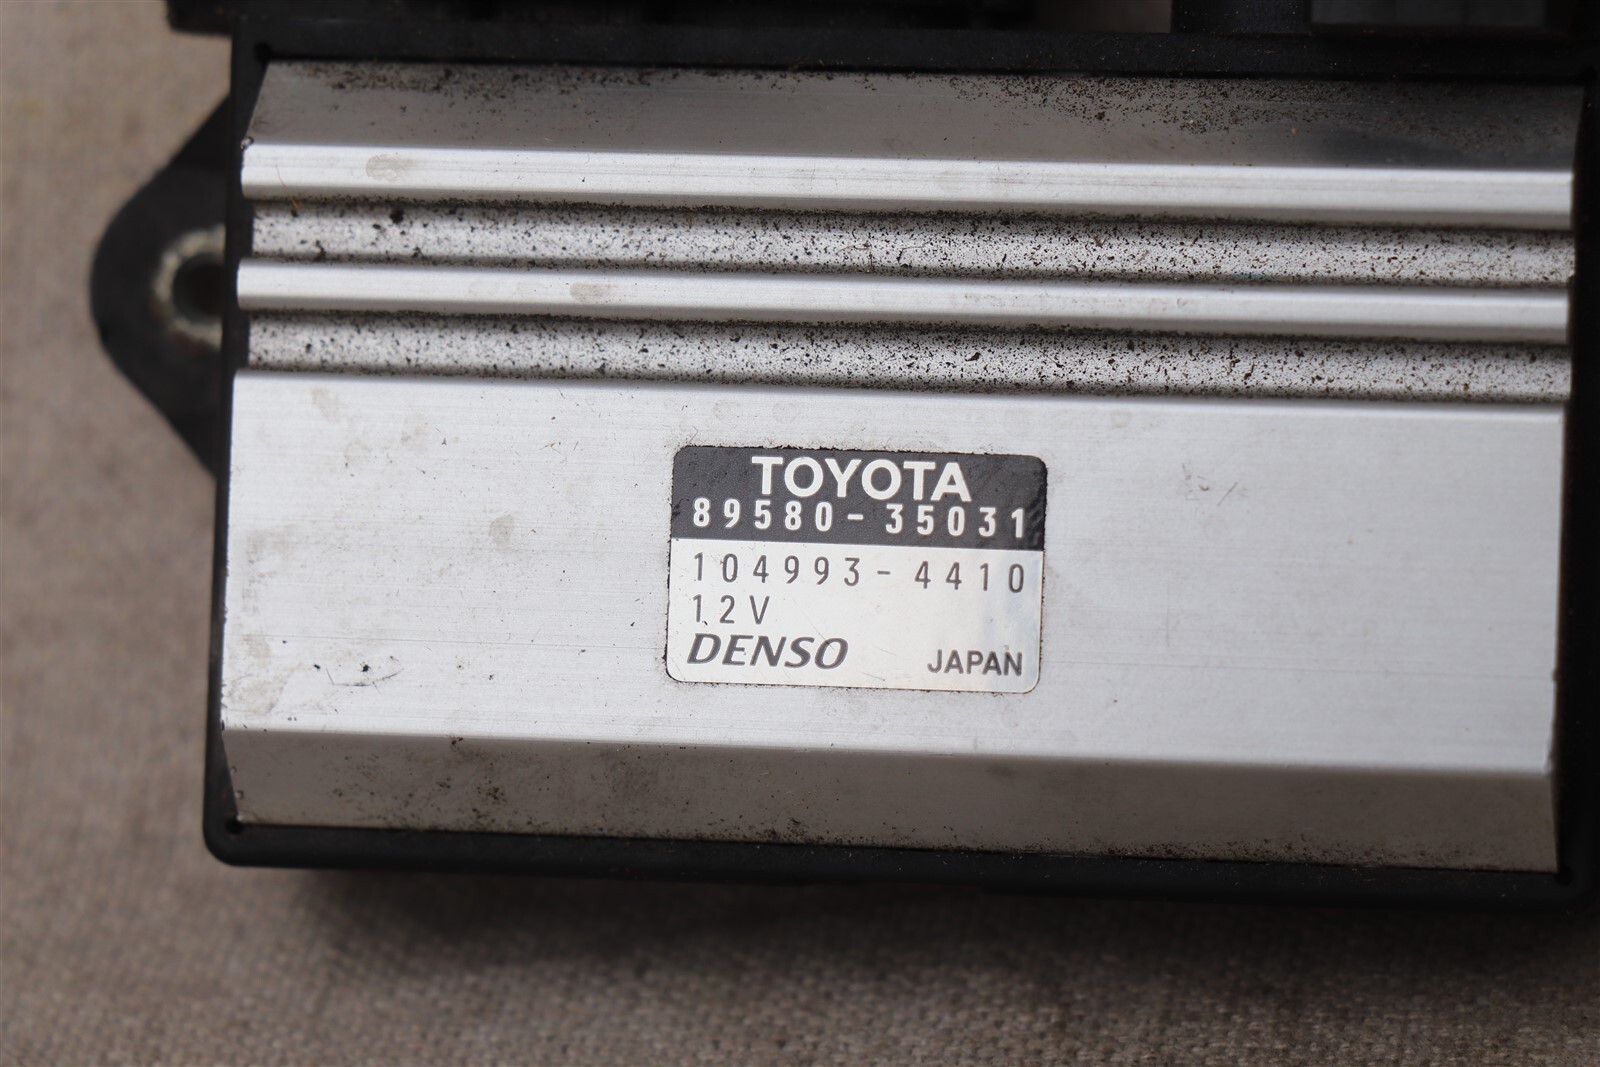 TOYOTA
89580-35031
104993-4410
12V
DENSO JAPAN